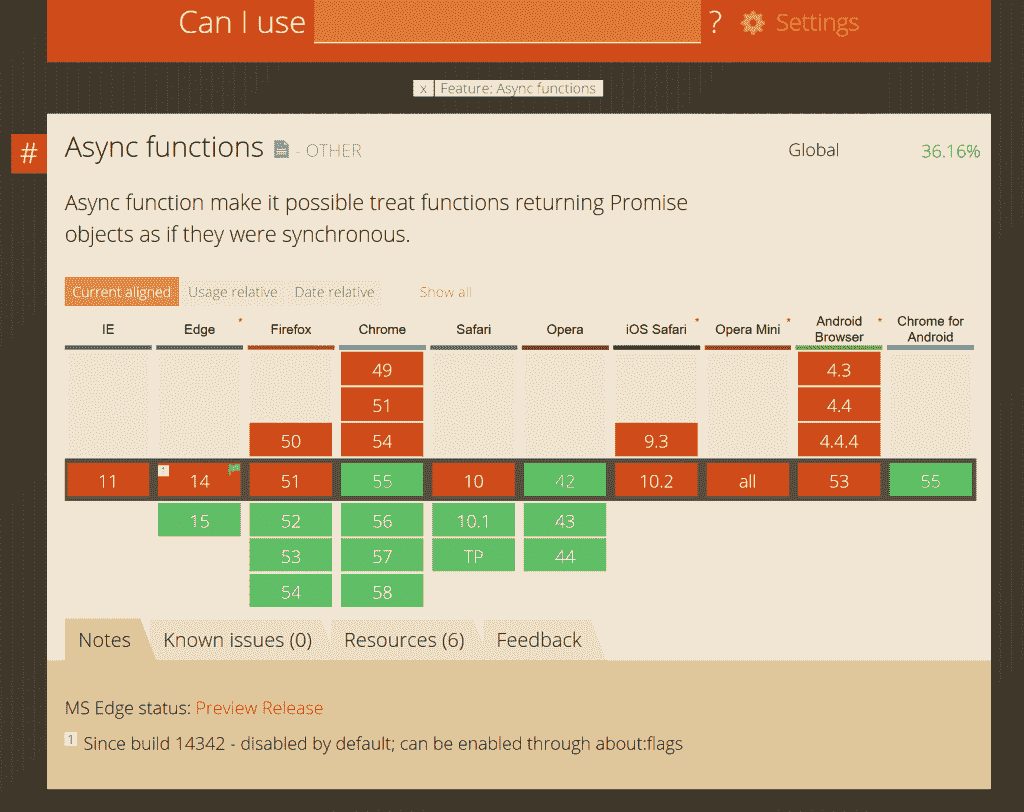 Can I use ? Settings
x Feature: Async functions
# Async functions - OTHER Global 36.16%
Async function make it possible treat functions returning Promise
objects as if they were synchronous.
Current aligned Usage relative Date relative Show all
IE Edge * Firefox Chrome Safari Opera iOS Safari * Opera Mini * Android Browser * Chrome for Android
49 4.3
51 4.4
50 54 9.3 4.4.4
11 1 14 51 55 10 42 10.2 all 53 55
15 52 56 10.1 43
53 57 TP 44
54 58
Notes Known issues (0) Resources (6) Feedback
MS Edge status: Preview Release
1 Since build 14342 - disabled by default; can be enabled through about:flags